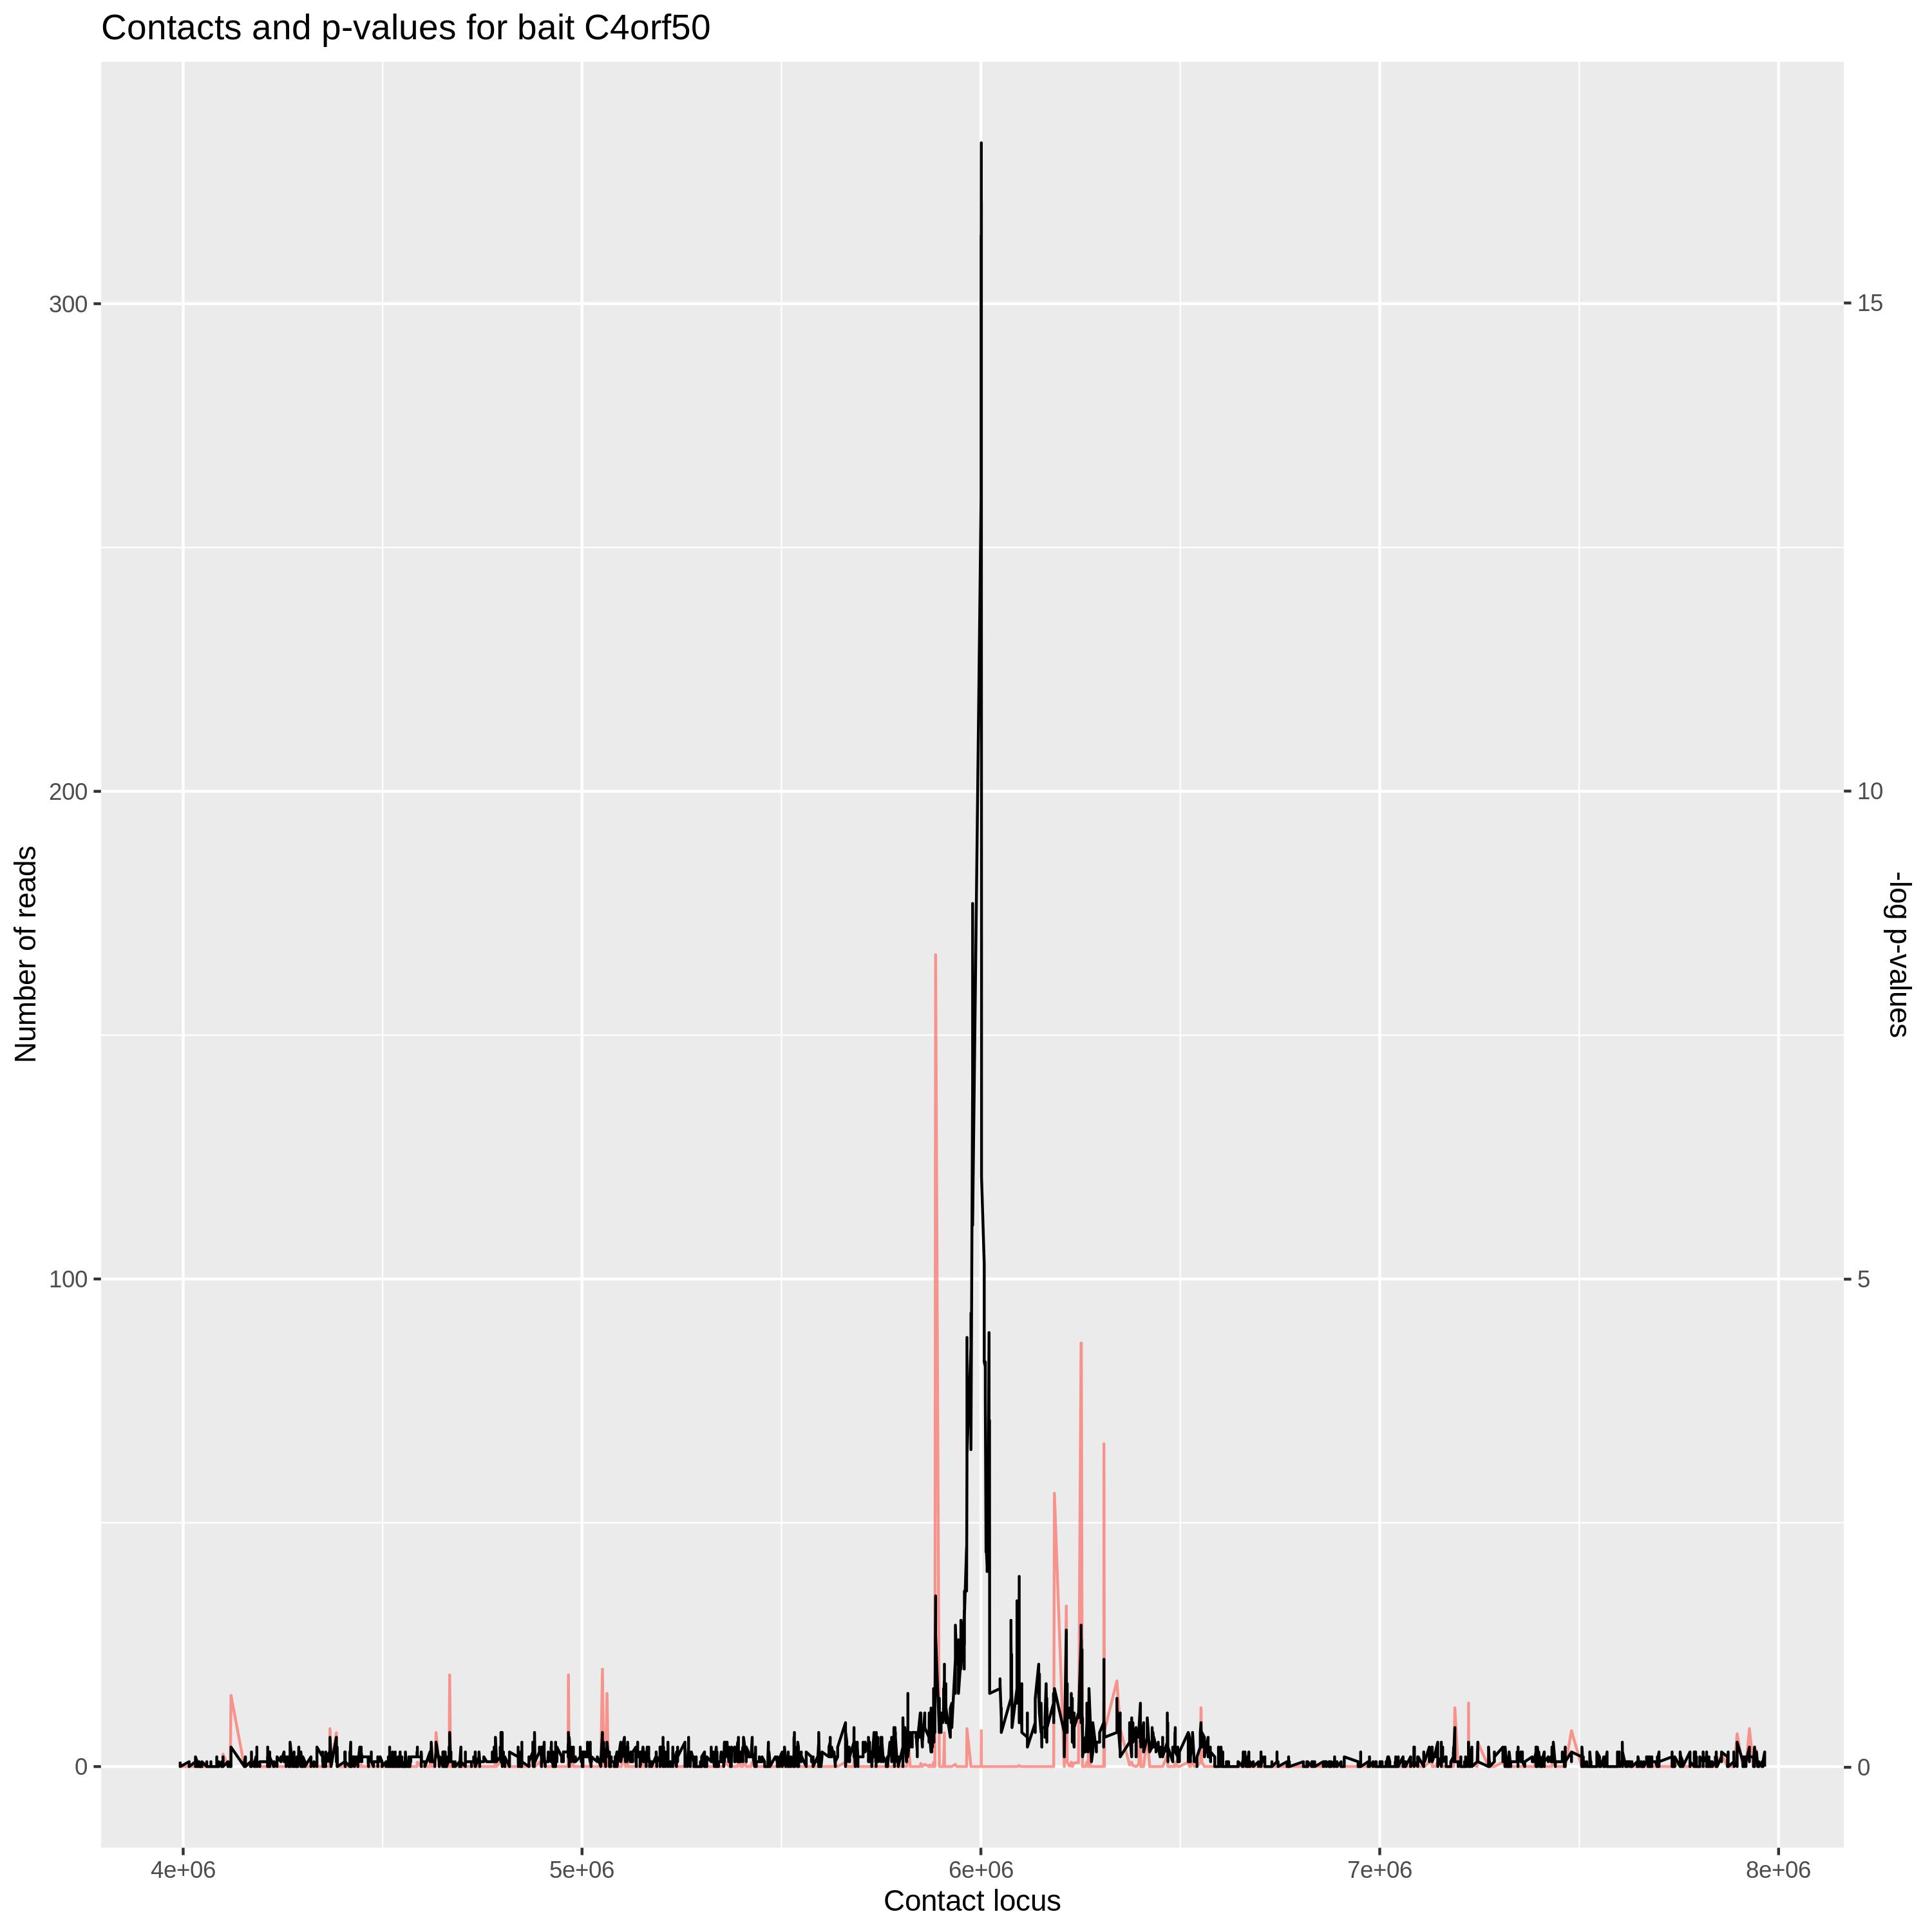 Contacts and p-values for bait C4orf50
300
200
100
0
Number of reads
15
10
5
0
-log p-values
4e+06
5e+06
6e+06
7e+06
8e+06
Contact locus